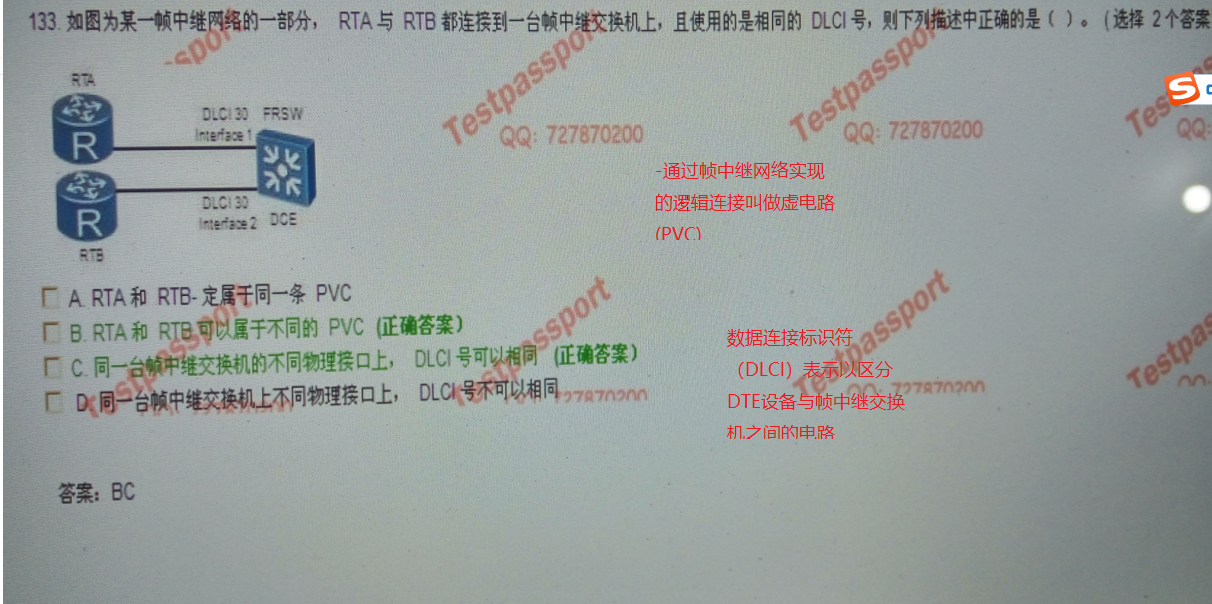 133. 如图为某一帧中继网络的一部分， RTA 与 RTB 都连接到一台帧中继交换机上，且使用的是相同的 DLCI 号，则下列描述中正确的是（ ）。（选择 2个答案
RTA
DLCI 30 FRSW
Interface 1
R
R
DLCI 30
Interface 2
DCE
RTB
-通过帧中继网络实现
的逻辑连接叫做虚电路
(PVC)
A. RTA 和 RTB- 定属于同一条 PVC
B. RTA 和 RTB 可以属于不同的 PVC (正确答案)
C. 同一台帧中继交换机的不同物理接口上， DLCI 号可以相同 (正确答案)
D. 同一台帧中继交换机上不同物理接口上， DLCI 号不可以相同
数据连接标识符
（DLCI）表示以区分
DTE设备与帧中继交换
机之间的电路
答案：BC
Testpassport
QQ：727870200
Testpassport
QQ：727870200
Testpassport
QQ：
Testpassport
727870200
Testpassport
QQ：727870200
Testpassport